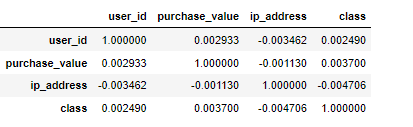 user_id purchase_value ip_address class
user_id 1.000000 0.002933 -0.003462 0.002490
purchase_value 0.002933 1.000000 -0.001130 0.003700
ip_address -0.003462 -0.001130 1.000000 -0.004706
class 0.002490 0.003700 -0.004706 1.000000